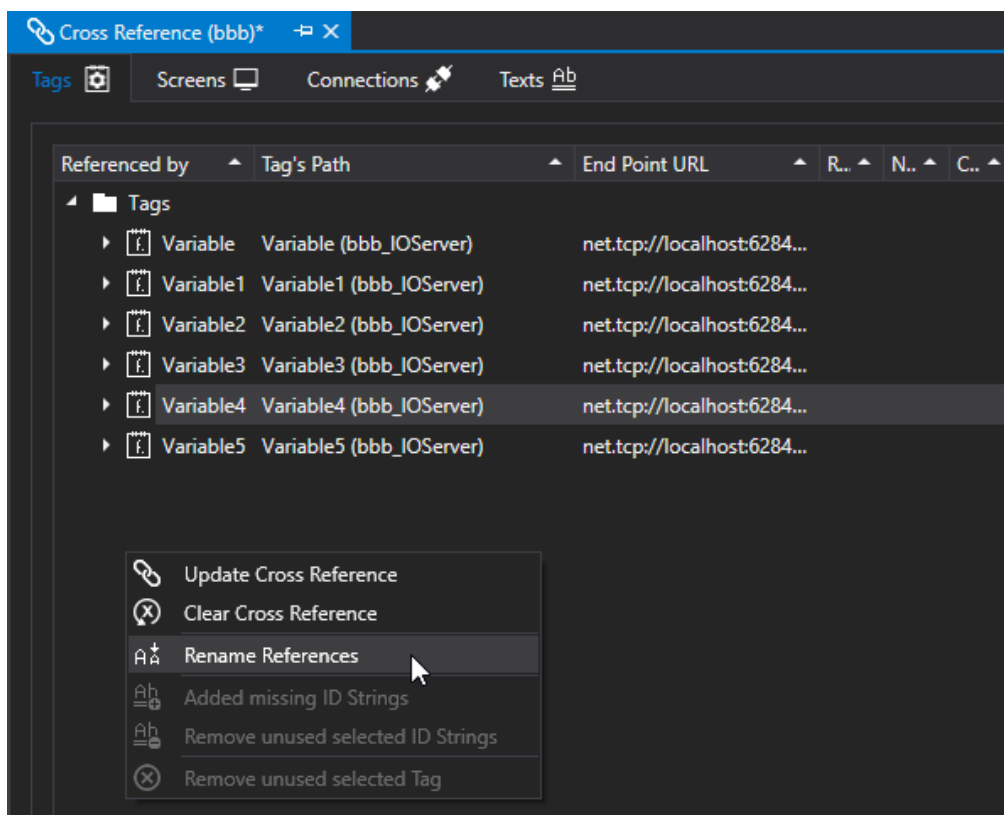 Cross Reference (bbb)*
Tags Screens Connections Texts Ab
Referenced by Tag's Path End Point URL R... N.. C..
Tags
Variable Variable (bbb_IOServer) net.tcp://localhost:6284...
Variable1 Variable1 (bbb_IOServer) net.tcp://localhost:6284...
Variable2 Variable2 (bbb_IOServer) net.tcp://localhost:6284...
Variable3 Variable3 (bbb_IOServer) net.tcp://localhost:6284...
Variable4 Variable4 (bbb_IOServer) net.tcp://localhost:6284...
Variable5 Variable5 (bbb_IOServer) net.tcp://localhost:6284...
Update Cross Reference
Clear Cross Reference
Rename References
Added missing ID Strings
Remove unused selected ID Strings
Remove unused selected Tag